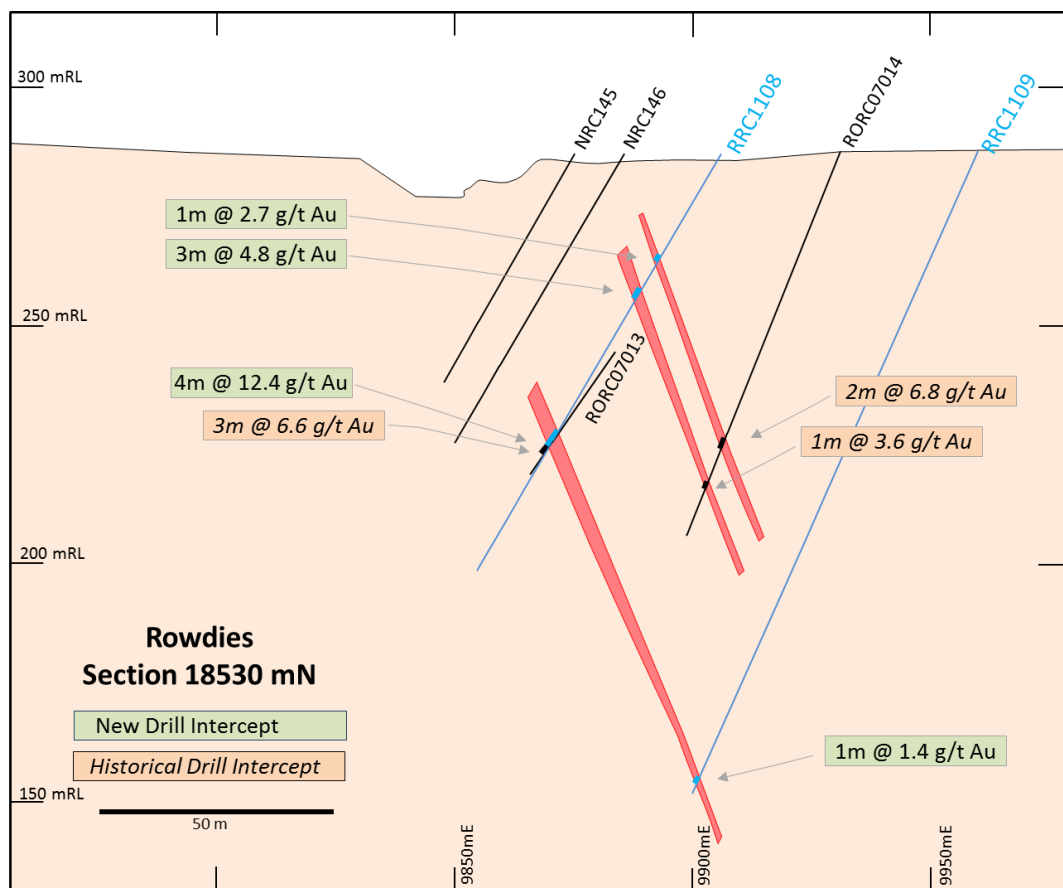 300 mRL
NRC145
NRC146
RRC1108
RORC07014
RRC1109
1m @ 2.7 g/t Au
3m @ 4.8 g/t Au
250 mRL
RORC07013
4m @ 12.4 g/t Au
3m @ 6.6 g/t Au
2m @ 6.8 g/t Au
1m @ 3.6 g/t Au
200 mRL
Rowdies
Section 18530 mN
New Drill Intercept
Historical Drill Intercept
1m @ 1.4 g/t Au
150 mRL
50 m
9850mE
9900mE
9950mE